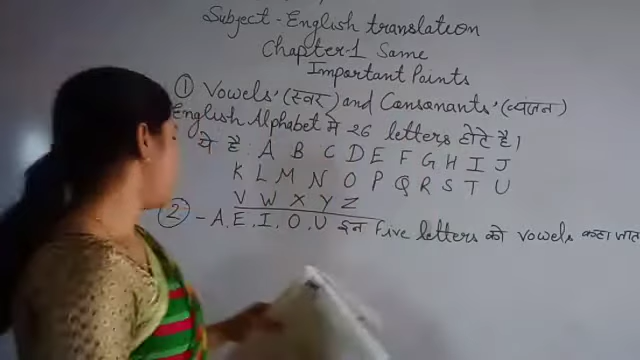 Subject - English translation
Chapter-1 Same
Important Points
① Vowels' (स्वर) and Consonants' (व्यंजन)
English Alphabet में 26 letters होते है।
ये है : A B C D E F G H I J
K L M N O P Q R S T U
V W X Y Z
② - A, E, I, O, U इन Five letters को vowels कहा जात